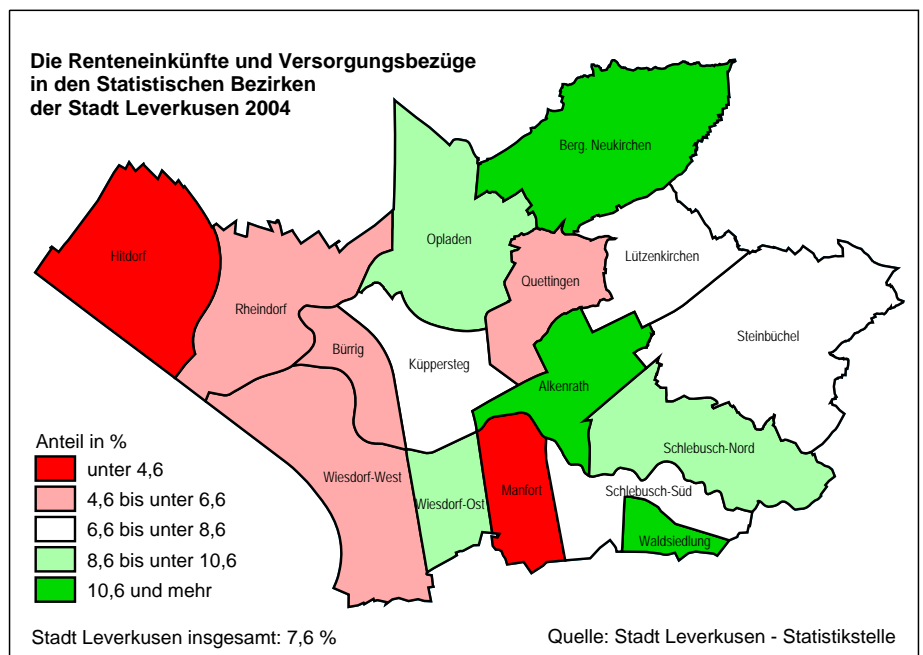 Die Renteneinkünfte und Versorgungsbezüge
in den Statistischen Bezirken
der Stadt Leverkusen 2004
Berg. Neukirchen
Opladen
Lützenkirchen
Hitdorf
Quettingen
Rheindorf
Steinbüchel
Bürrig
Küppersteg
Alkenrath
Schlebusch-Nord
Wiesdorf-West
Manfort
Schlebusch-Süd
Wiesdorf-Ost
Waldsiedlung
Anteil in %
unter 4,6
4,6 bis unter 6,6
6,6 bis unter 8,6
8,6 bis unter 10,6
10,6 und mehr
Stadt Leverkusen insgesamt: 7,6 %
Quelle: Stadt Leverkusen - Statistikstelle